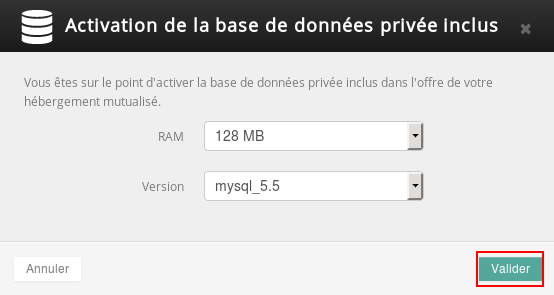 Activation de la base de données privée inclus
Vous êtes sur le point d'activer la base de données privée inclus dans l'offre de votre
hébergement mutualisé.
RAM 128 MB
Version mysql_5.5
Annuler Valider